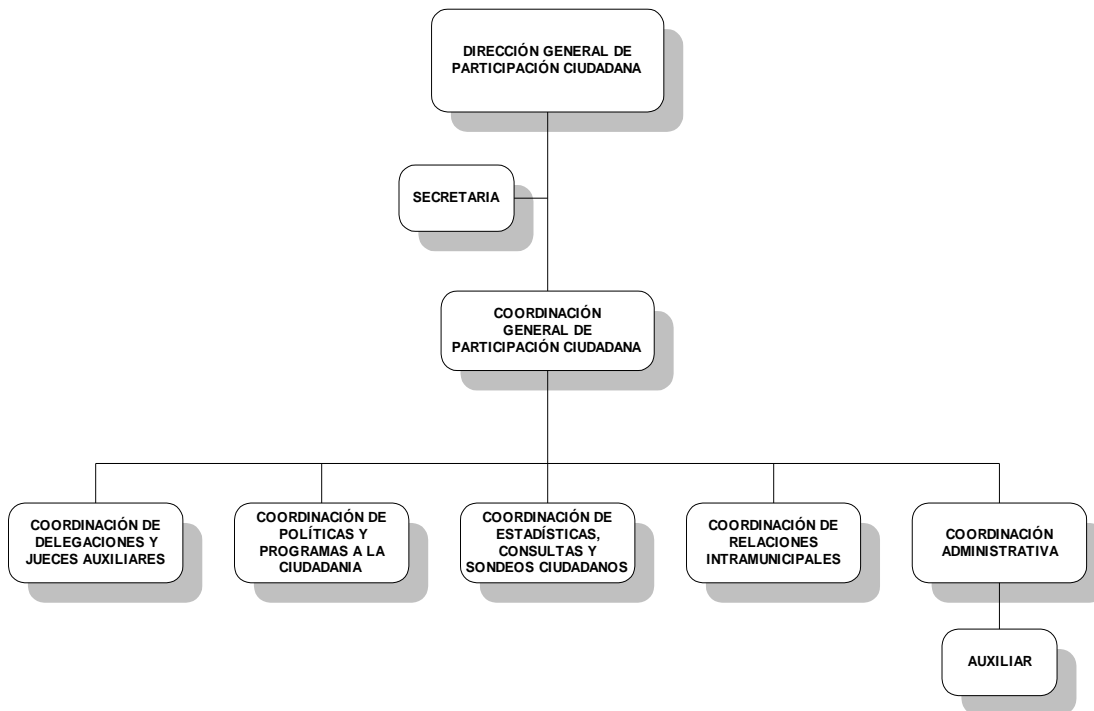 DIRECCIÓN GENERAL DE
PARTICIPACIÓN CIUDADANA
SECRETARIA
COORDINACIÓN
GENERAL DE
PARTICIPACIÓN CIUDADANA
COORDINACIÓN DE
DELEGACIONES Y
JUECES AUXILIARES
COORDINACIÓN DE
POLÍTICAS Y
PROGRAMAS A LA
CIUDADANIA
COORDINACIÓN DE
ESTADÍSTICAS,
CONSULTAS Y
SONDEOS CIUDADANOS
COORDINACIÓN DE
RELACIONES
INTRAMUNICIPALES
COORDINACIÓN
ADMINISTRATIVA
AUXILIAR